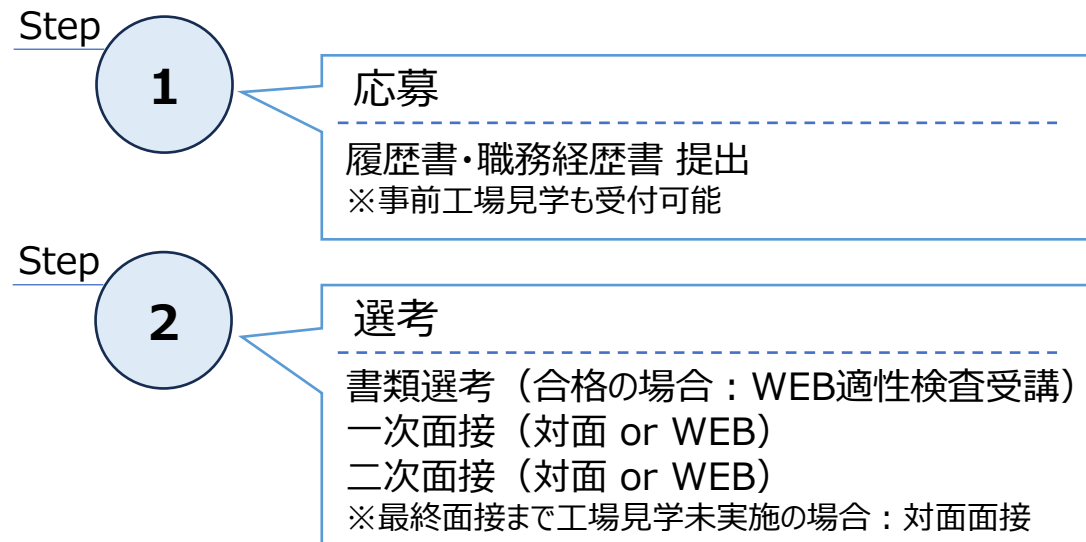 Step
1
応募
履歴書・職務経歴書 提出
※事前工場見学も受付可能
Step
2
選考
書類選考（合格の場合：WEB適性検査受講）
一次面接（対面 or WEB）
二次面接（対面 or WEB）
※最終面接まで工場見学未実施の場合：対面面接